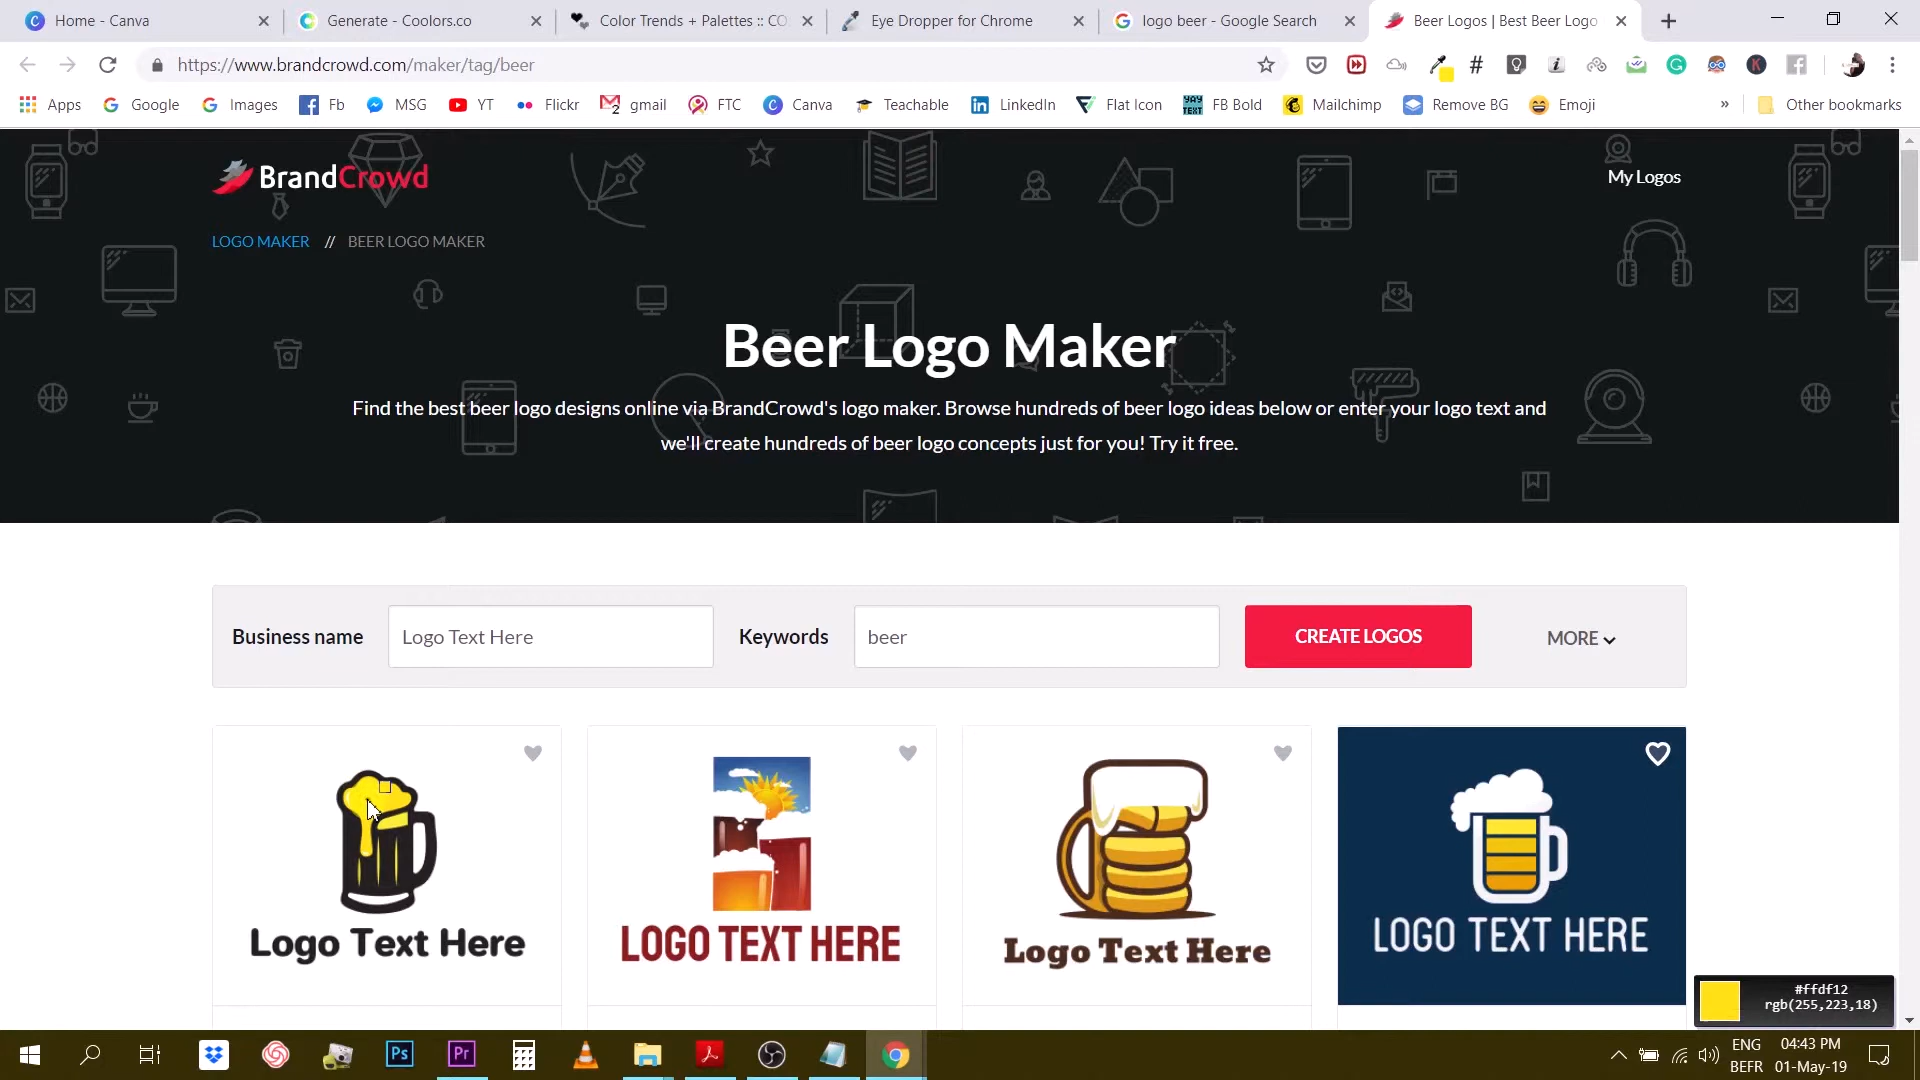 Home - Canva
Generate - Coolors.co
Color Trends + Palettes :: CO
Eye Dropper for Chrome
logo beer - Google Search
Beer Logos | Best Beer Logo
https://www.brandcrowd.com/maker/tag/beer
Apps
Google
Images
Fb
MSG
YT
Flickr
gmail
FTC
Canva
Teachable
LinkedIn
Flat Icon
FB Bold
Mailchimp
Remove BG
Emoji
»
Other bookmarks
BrandCrowd
My Logos
LOGO MAKER // BEER LOGO MAKER
Beer Logo Maker
Find the best beer logo designs online via BrandCrowd's logo maker. Browse hundreds of beer logo ideas below or enter your logo text and
we'll create hundreds of beer logo concepts just for you! Try it free.
Business name
Logo Text Here
Keywords
beer
CREATE LOGOS
MORE
Logo Text Here
LOGO TEXT HERE
Logo Text Here
LOGO TEXT HERE
#ffdf12
rgb(255,223,18)
Ps
Pr
ENG
BEFR
04:43 PM
01-May-19